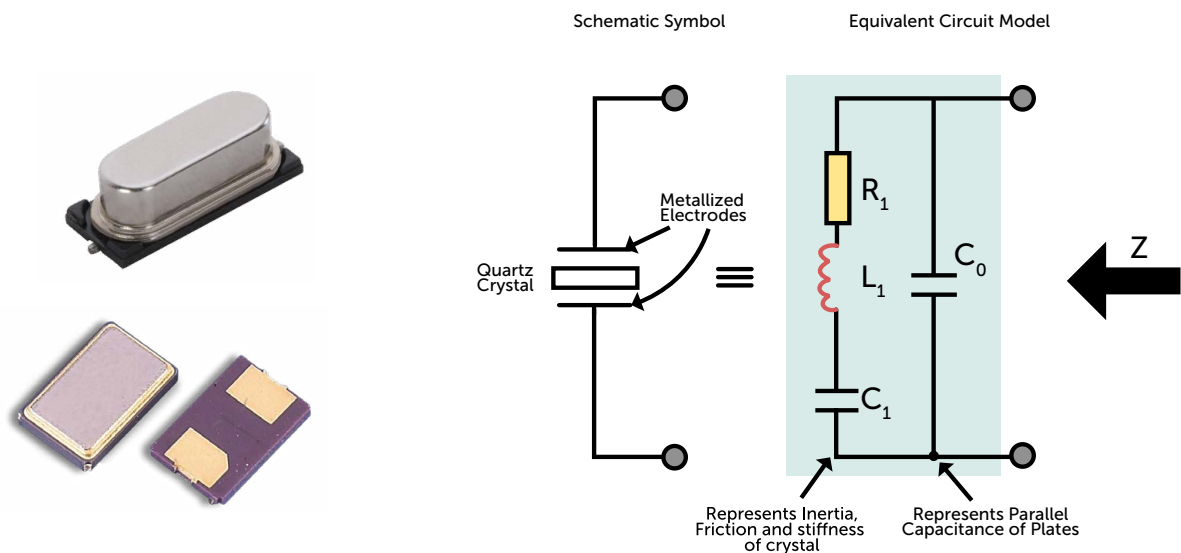 Schematic Symbol
Equivalent Circuit Model
Metallized
Electrodes
Quartz
Crystal
R1
L1
C0
C1
Z
Represents Inertia,
Friction and stiffness
of crystal
Represents Parallel
Capacitance of Plates